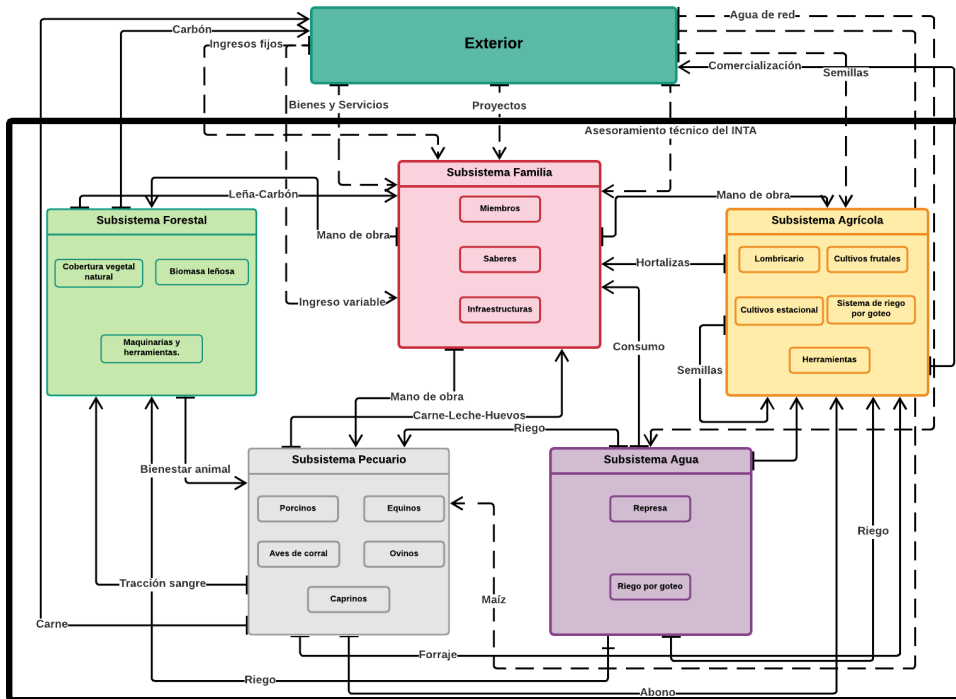 Agua de red
Carbón
Exterior
Ingresos fijos
Comercialización
Semillas
Bienes y Servicios
Proyectos
Asesoramiento técnico del INTA
Subsistema Familia
Leña-Carbón
Mano de obra
Miembros
Subsistema Forestal
Subsistema Agrícola
Mano de obra
Saberes
Hortalizas
Lombricario
Cultivos frutales
Cobertura vegetal
natural
Biomasa leñosa
Ingreso variable
Infraestructuras
Cultivos estacional
Sistema de riego
por goteo
Maquinarias y
herramientas.
Consumo
Herramientas
Semillas
Mano de obra
Carne-Leche-Huevos
Riego
Subsistema Pecuario
Subsistema Agua
Bienestar animal
Porcinos
Equinos
Represa
Riego
Aves de corral
Ovinos
Tracción sangre
Caprinos
Riego por goteo
Maíz
Carne
Forraje
Riego
Abono